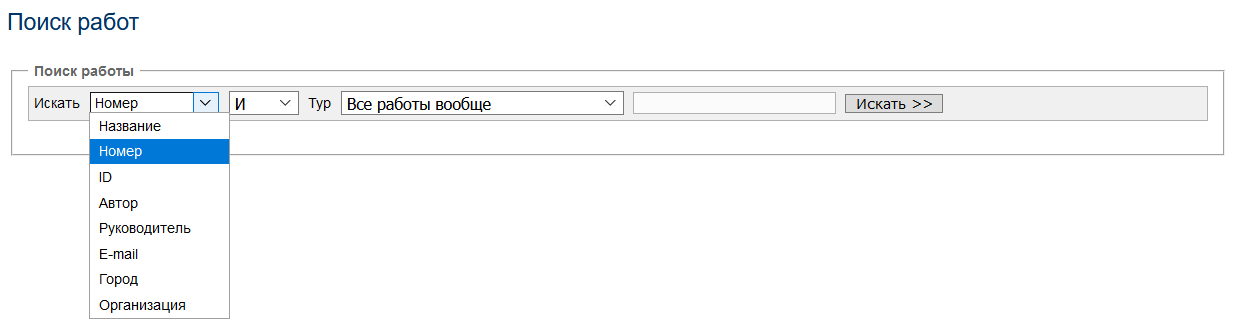 Поиск работ
Поиск работы
Искать Номер И Тур Все работы вообще Искать >>
Название
Номер
ID
Автор
Руководитель
E-mail
Город
Организация